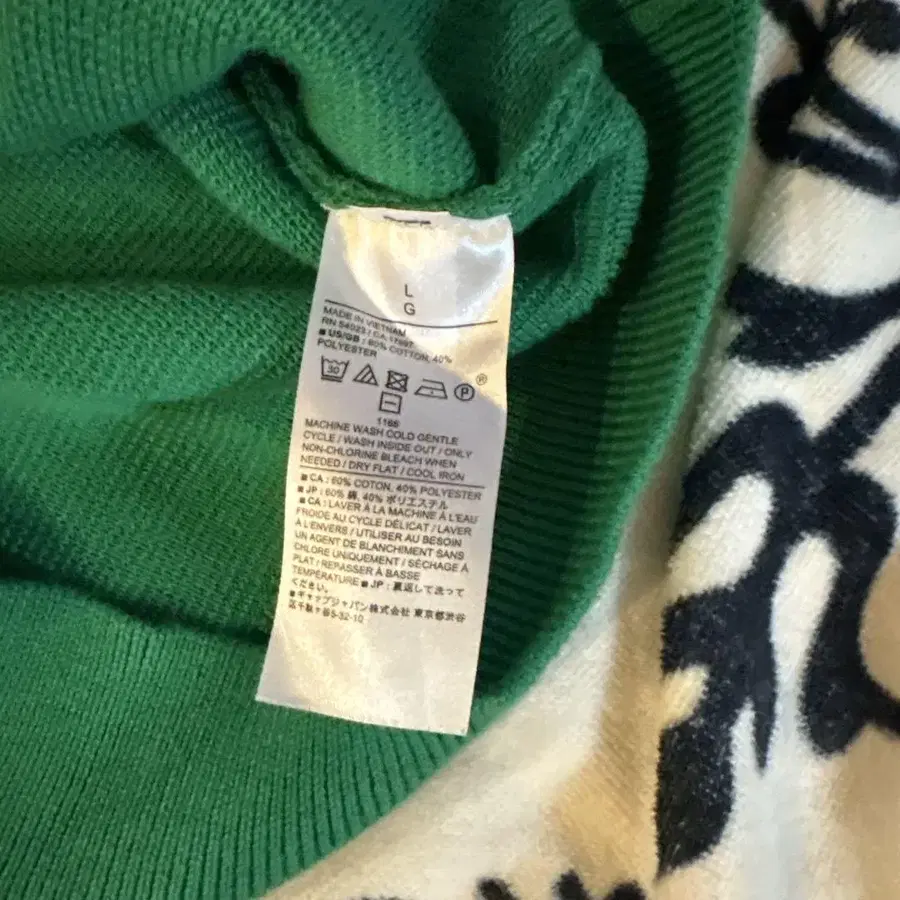 L
G
MADE IN VIETNAM
RN 54023 / CA 17897
■ US/GB : 60% COTTON, 40%
POLYESTER
30
P
®
1166
MACHINE WASH COLD GENTLE
CYCLE / WASH INSIDE OUT / ONLY
NON-CHLORINE BLEACH WHEN
NEEDED / DRY FLAT / COOL IRON
■ CA : 60% COTON, 40% POLYESTER
■ JP : 60% 綿, 40% ポリエステル
■ CA : LAVER À LA MACHINE À L'EAU
FROIDE AU CYCLE DÉLICAT / LAVER
À L'ENVERS / UTILISER AU BESOIN
UN AGENT DE BLANCHIMENT SANS
CHLORE UNIQUEMENT / SÉCHAGE À
PLAT / REPASSER À BASSE
TEMPÉRATURE ■ JP : 裏返して洗って
ください。
■ ギャップジャパン株式会社 東京都渋谷
区千駄ヶ谷5-32-10